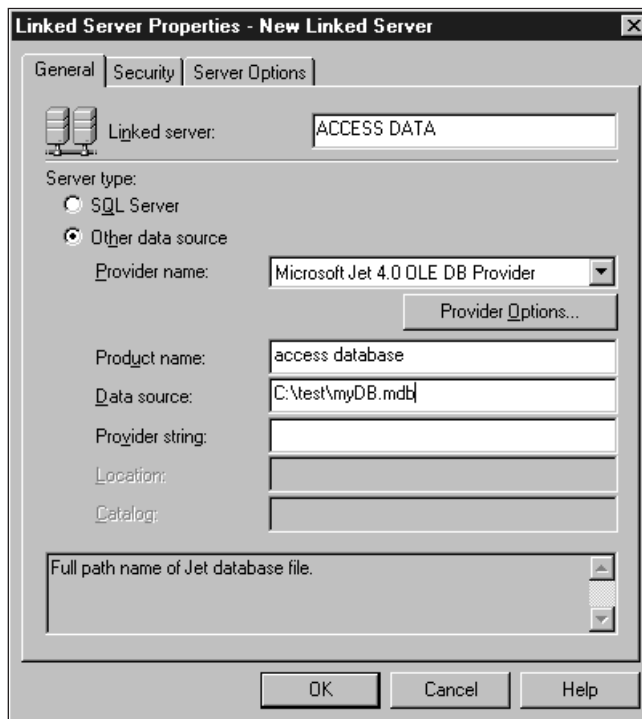 Linked Server Properties - New Linked Server
General Security Server Options
Linked server: ACCESS DATA
Server type:
SQL Server
Other data source
Provider name: Microsoft Jet 4.0 OLE DB Provider
Provider Options...
Product name: access database
Data source: C:\test\myDB.mdb
Provider string:
Location:
Catalog:
Full path name of Jet database file.
OK Cancel Help